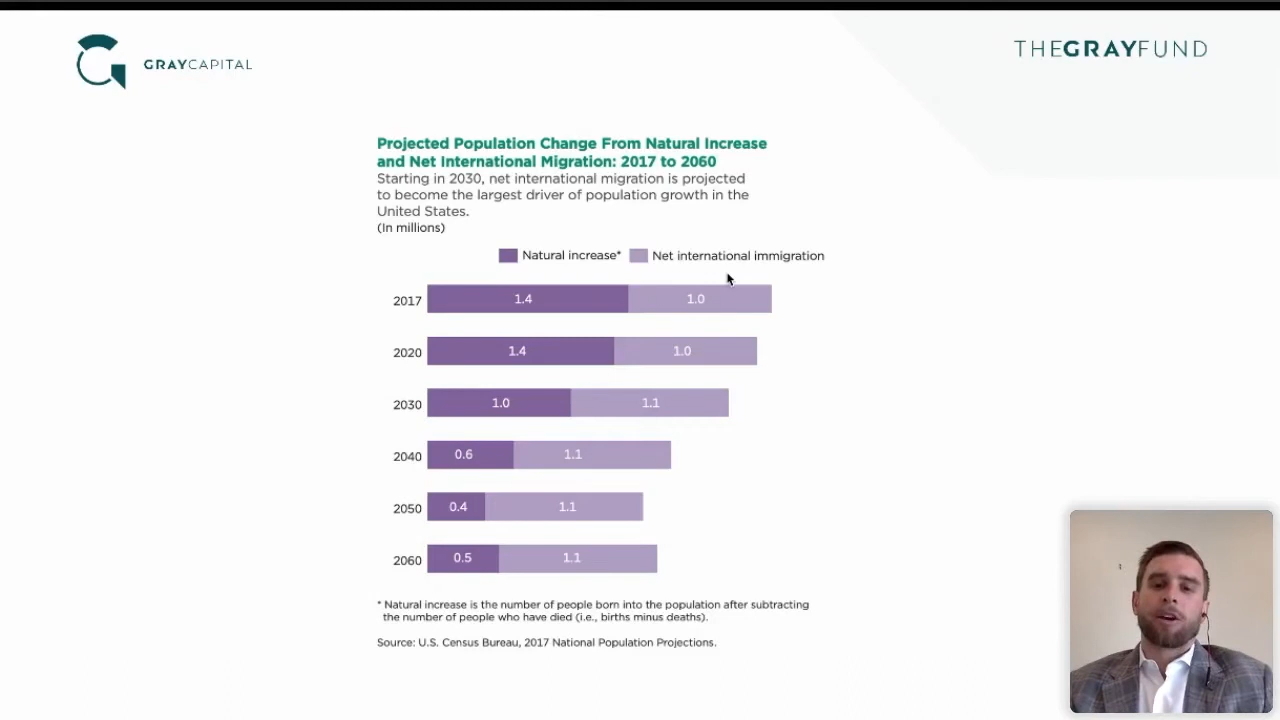 GRAYCAPITAL
THEGRAYFUND
Projected Population Change From Natural Increase
and Net International Migration: 2017 to 2060
Starting in 2030, net international migration is projected
to become the largest driver of population growth in the
United States.
(In millions)
Natural increase* Net international immigration
2017 1.4 1.0
2020 1.4 1.0
2030 1.0 1.1
2040 0.6 1.1
2050 0.4 1.1
2060 0.5 1.1
* Natural increase is the number of people born into the population after subtracting
the number of people who have died (i.e., births minus deaths).
Source: U.S. Census Bureau, 2017 National Population Projections.